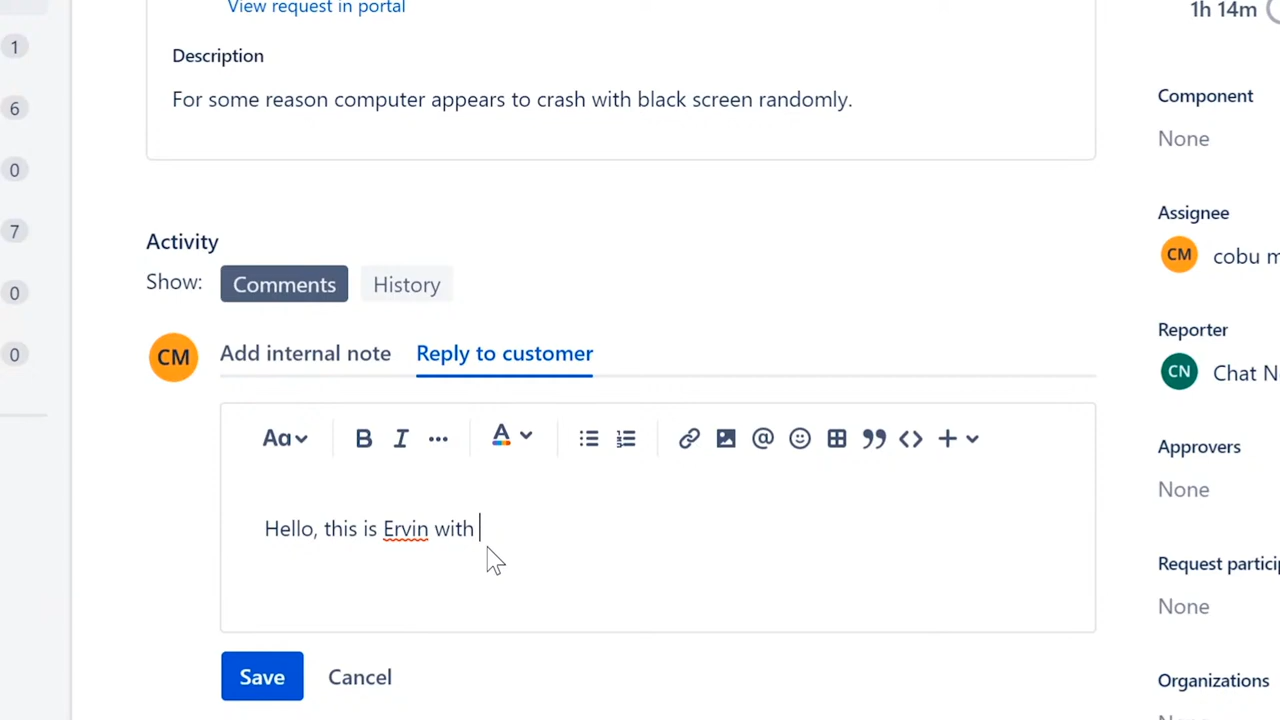 View request in portal
1h 14m
1
Description
Component
For some reason computer appears to crash with black screen randomly.
6
None
0
Assignee
7
Activity
CM cobu m
Show: Comments History
0
Reporter
CM Add internal note Reply to customer
0
CN Chat N
Aa B I ... A @ +
Approvers
None
Hello, this is Ervin with
Request particip
None
Save Cancel
Organizations